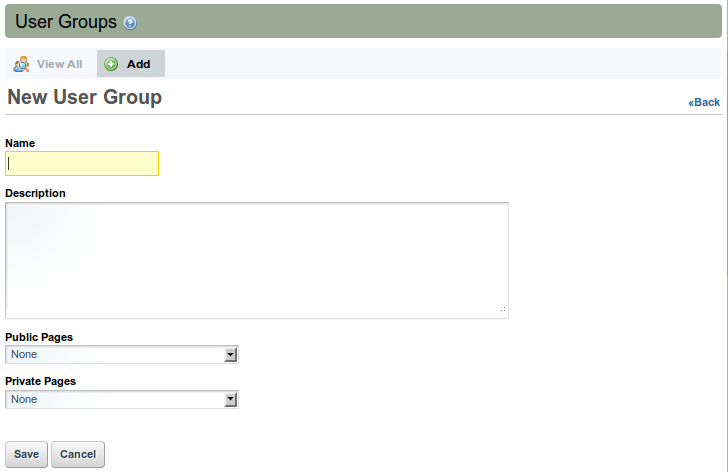 User Groups ?
View All Add
New User Group
«Back
Name
Description
Public Pages
None
Private Pages
None
Save Cancel